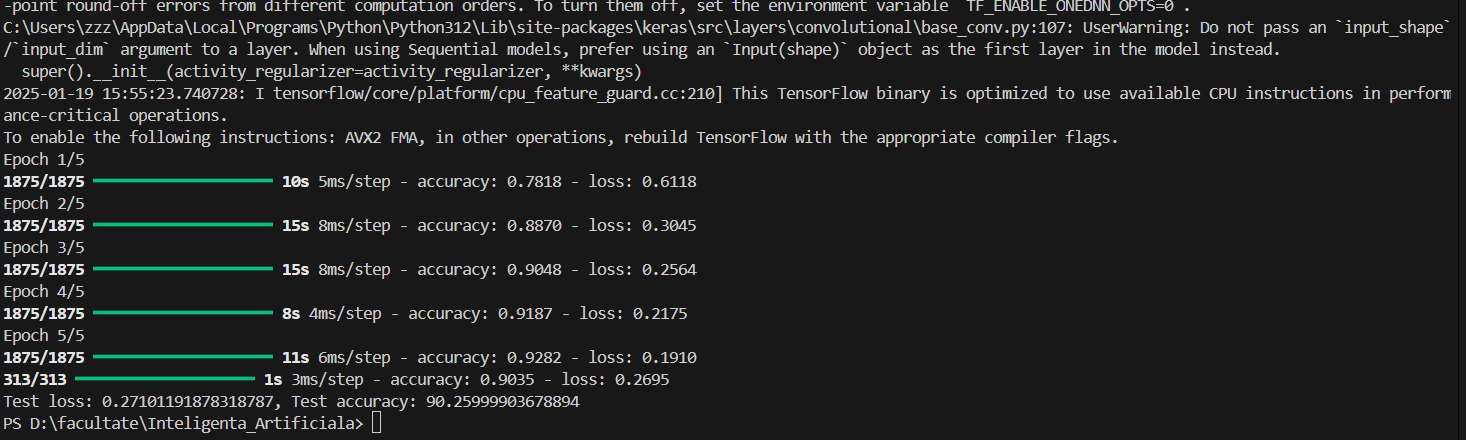 -point round-off errors from different computation orders. To turn them off, set the environment variable `TF_ENABLE_ONEDNN_OPTS=0`.
C:\Users\zzz\AppData\Local\Programs\Python\Python312\Lib\site-packages\keras\src\layers\convolutional\base_conv.py:107: UserWarning: Do not pass an `input_shape`
/`input_dim` argument to a layer. When using Sequential models, prefer using an `Input(shape)` object as the first layer in the model instead.
  super().__init__(activity_regularizer=activity_regularizer, **kwargs)
2025-01-19 15:55:23.740728: I tensorflow/core/platform/cpu_feature_guard.cc:210] This TensorFlow binary is optimized to use available CPU instructions in perform
ance-critical operations.
To enable the following instructions: AVX2 FMA, in other operations, rebuild TensorFlow with the appropriate compiler flags.
Epoch 1/5
1875/1875 10s 5ms/step - accuracy: 0.7818 - loss: 0.6118
Epoch 2/5
1875/1875 15s 8ms/step - accuracy: 0.8870 - loss: 0.3045
Epoch 3/5
1875/1875 15s 8ms/step - accuracy: 0.9048 - loss: 0.2564
Epoch 4/5
1875/1875 8s 4ms/step - accuracy: 0.9187 - loss: 0.2175
Epoch 5/5
1875/1875 11s 6ms/step - accuracy: 0.9282 - loss: 0.1910
313/313 1s 3ms/step - accuracy: 0.9035 - loss: 0.2695
Test loss: 0.27101191878318787, Test accuracy: 90.25999903678894
PS D:\facultate\Inteligenta_Artificiala>